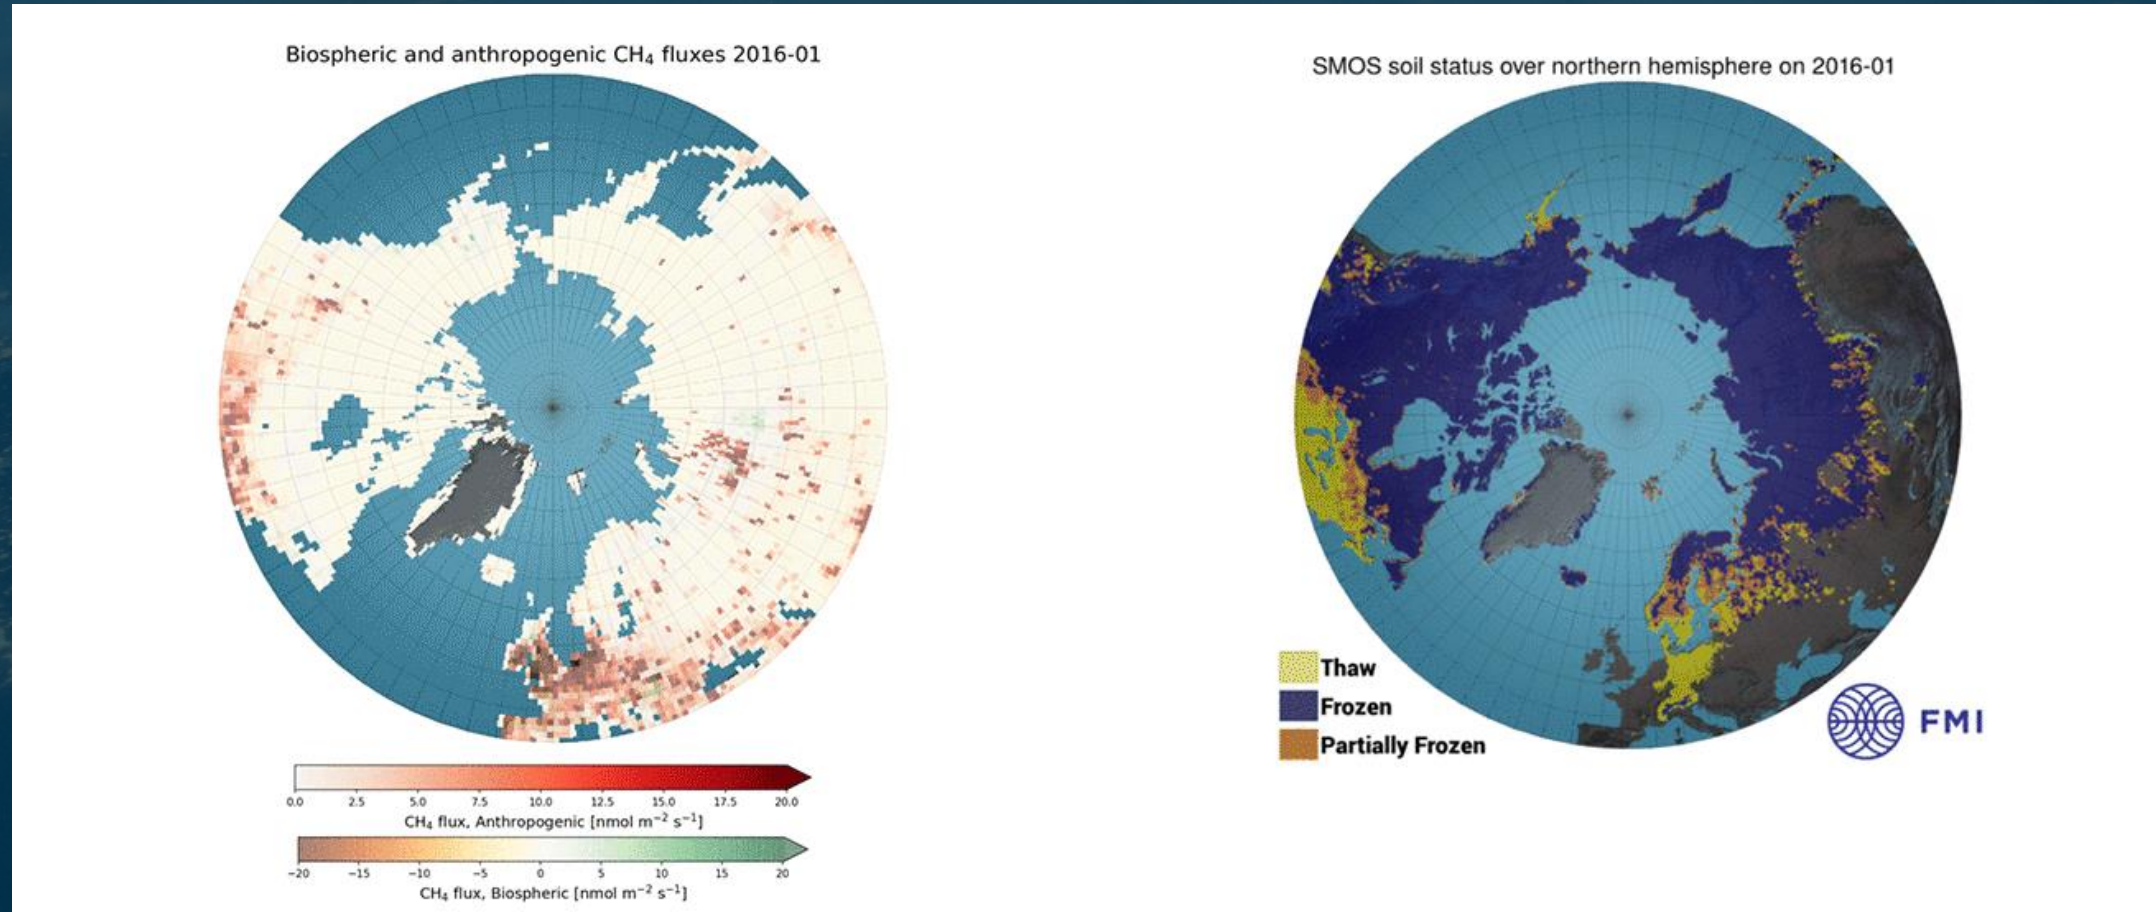 Biospheric and anthropogenic CH₄ fluxes 2016-01
0.0 2.5 5.0 7.5 10.0 12.5 15.0 17.5 20.0
CH₄ flux, Anthropogenic [nmol m⁻² s⁻¹]
−20 −15 −10 −5 0 5 10 15 20
CH₄ flux, Biospheric [nmol m⁻² s⁻¹]
SMOS soil status over northern hemisphere on 2016-01
Thaw
Frozen
Partially Frozen
FMI